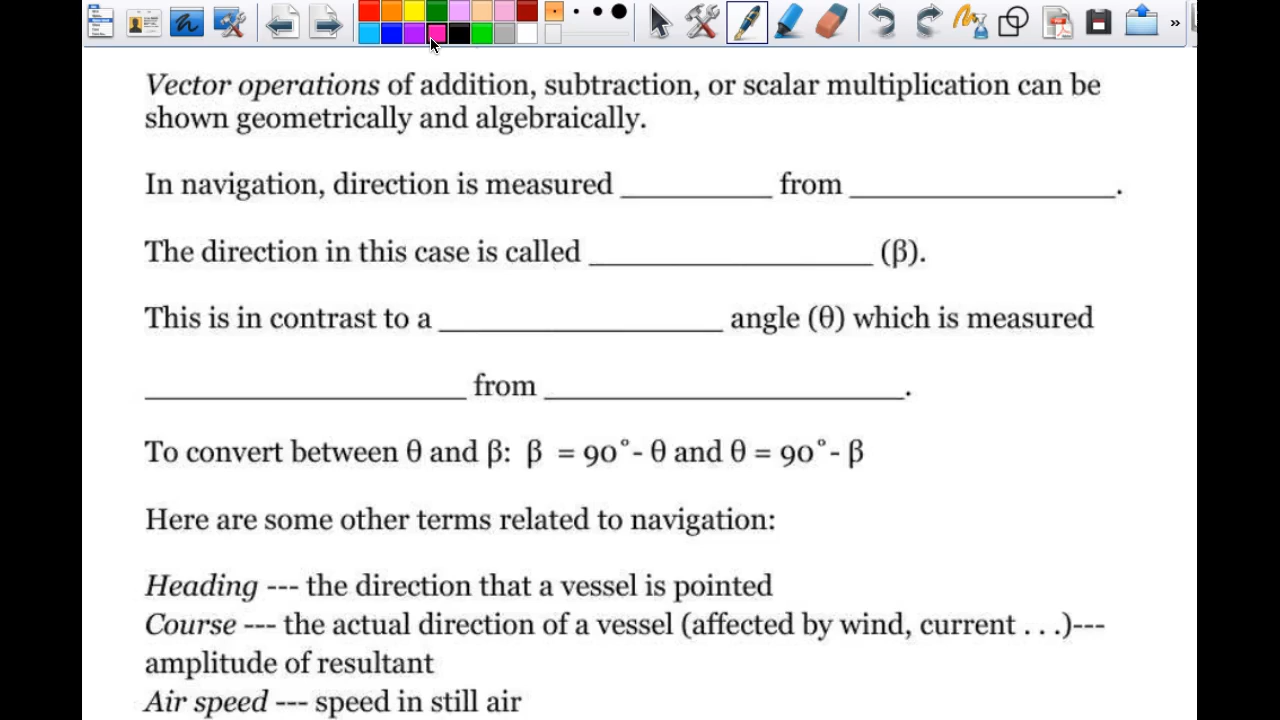 Vector operations of addition, subtraction, or scalar multiplication can be
shown geometrically and algebraically.
In navigation, direction is measured __________ from __________________.
The direction in this case is called ___________________ (β).
This is in contrast to a ___________________ angle (θ) which is measured
______________________ from ________________________.
To convert between θ and β: β = 90˚- θ and θ = 90˚- β
Here are some other terms related to navigation:
Heading --- the direction that a vessel is pointed
Course --- the actual direction of a vessel (affected by wind, current . . .)---
amplitude of resultant
Air speed --- speed in still air